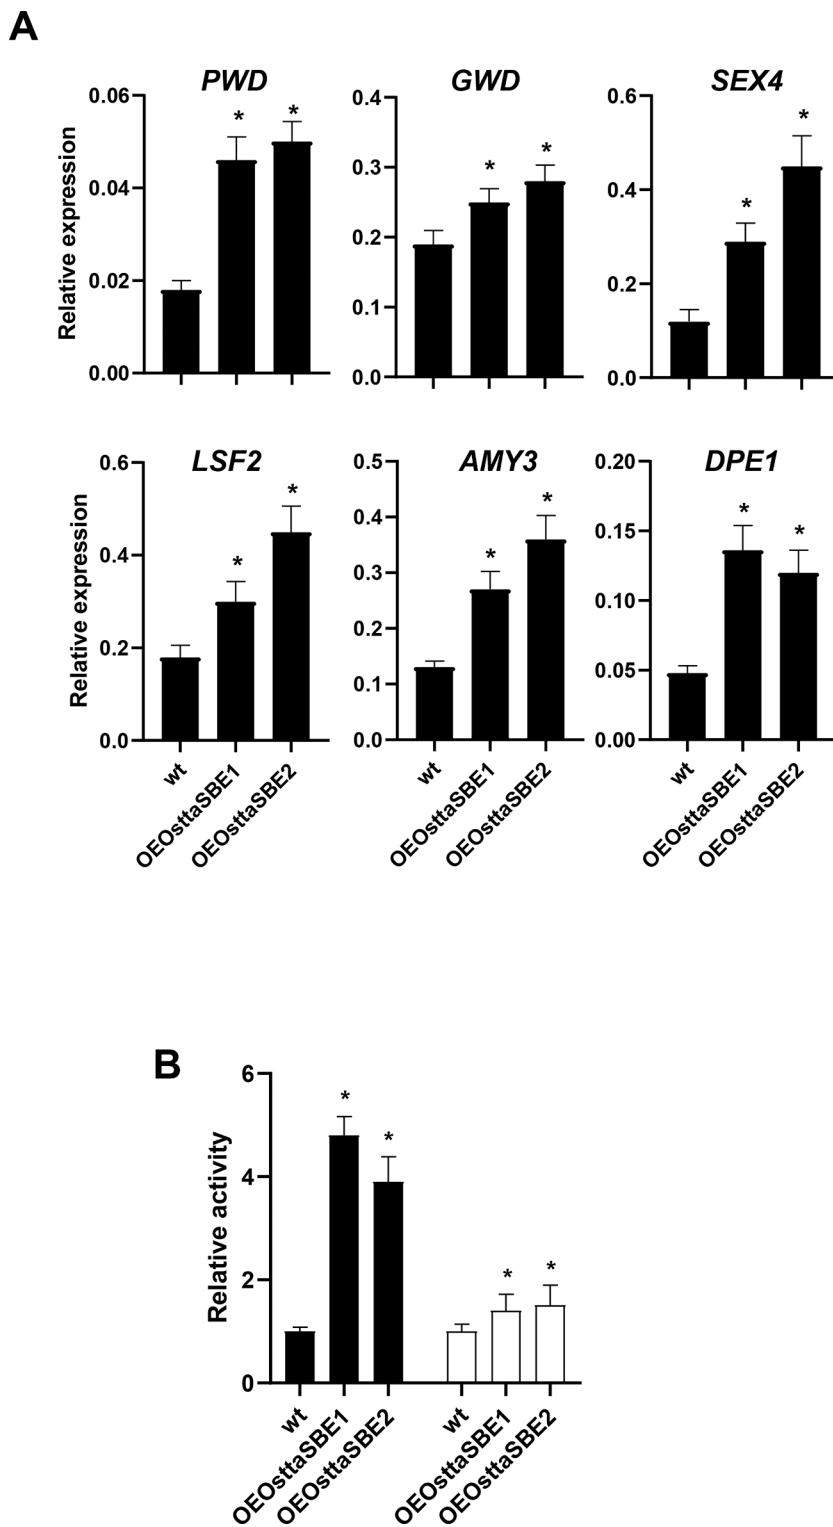 A
PWD
GWD
SEX4
Relative expression
0.06
0.04
0.02
0.00
0.4
0.3
0.2
0.1
0.0
0.6
0.4
0.2
0.0
* *
* *
* *
LSF2
AMY3
DPE1
Relative expression
0.6
0.4
0.2
0.0
0.5
0.4
0.3
0.2
0.1
0.0
0.20
0.15
0.10
0.05
0.00
* *
* *
* *
wt
OEOsttaSBE1
OEOsttaSBE2
wt
OEOsttaSBE1
OEOsttaSBE2
wt
OEOsttaSBE1
OEOsttaSBE2
B
Relative activity
6
4
2
0
* *
* *
wt
OEOsttaSBE1
OEOsttaSBE2
wt
OEOsttaSBE1
OEOsttaSBE2